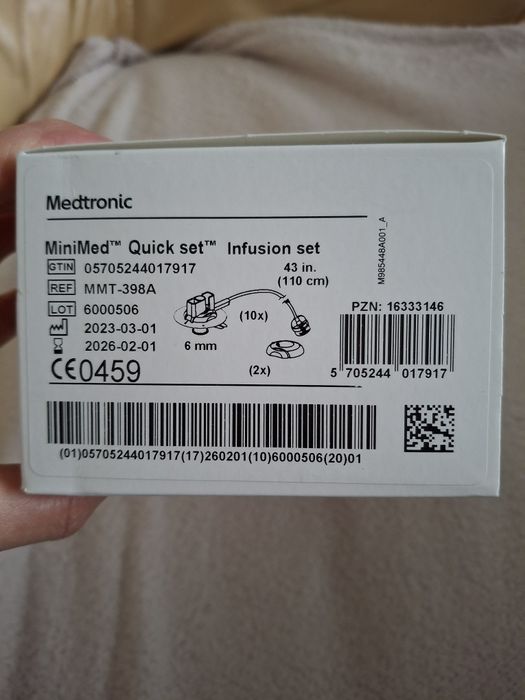 Medtronic
M985448A001_A
MiniMed™ Quick set™ Infusion set
GTIN 05705244017917
43 in.
(110 cm)
REF MMT-398A
LOT 6000506
(10x)
PZN: 16333146
2023-03-01
2026-02-01
6 mm
(2x)
5 705244 017917
CE0459
(01)05705244017917(17)260201(10)6000506(20)01